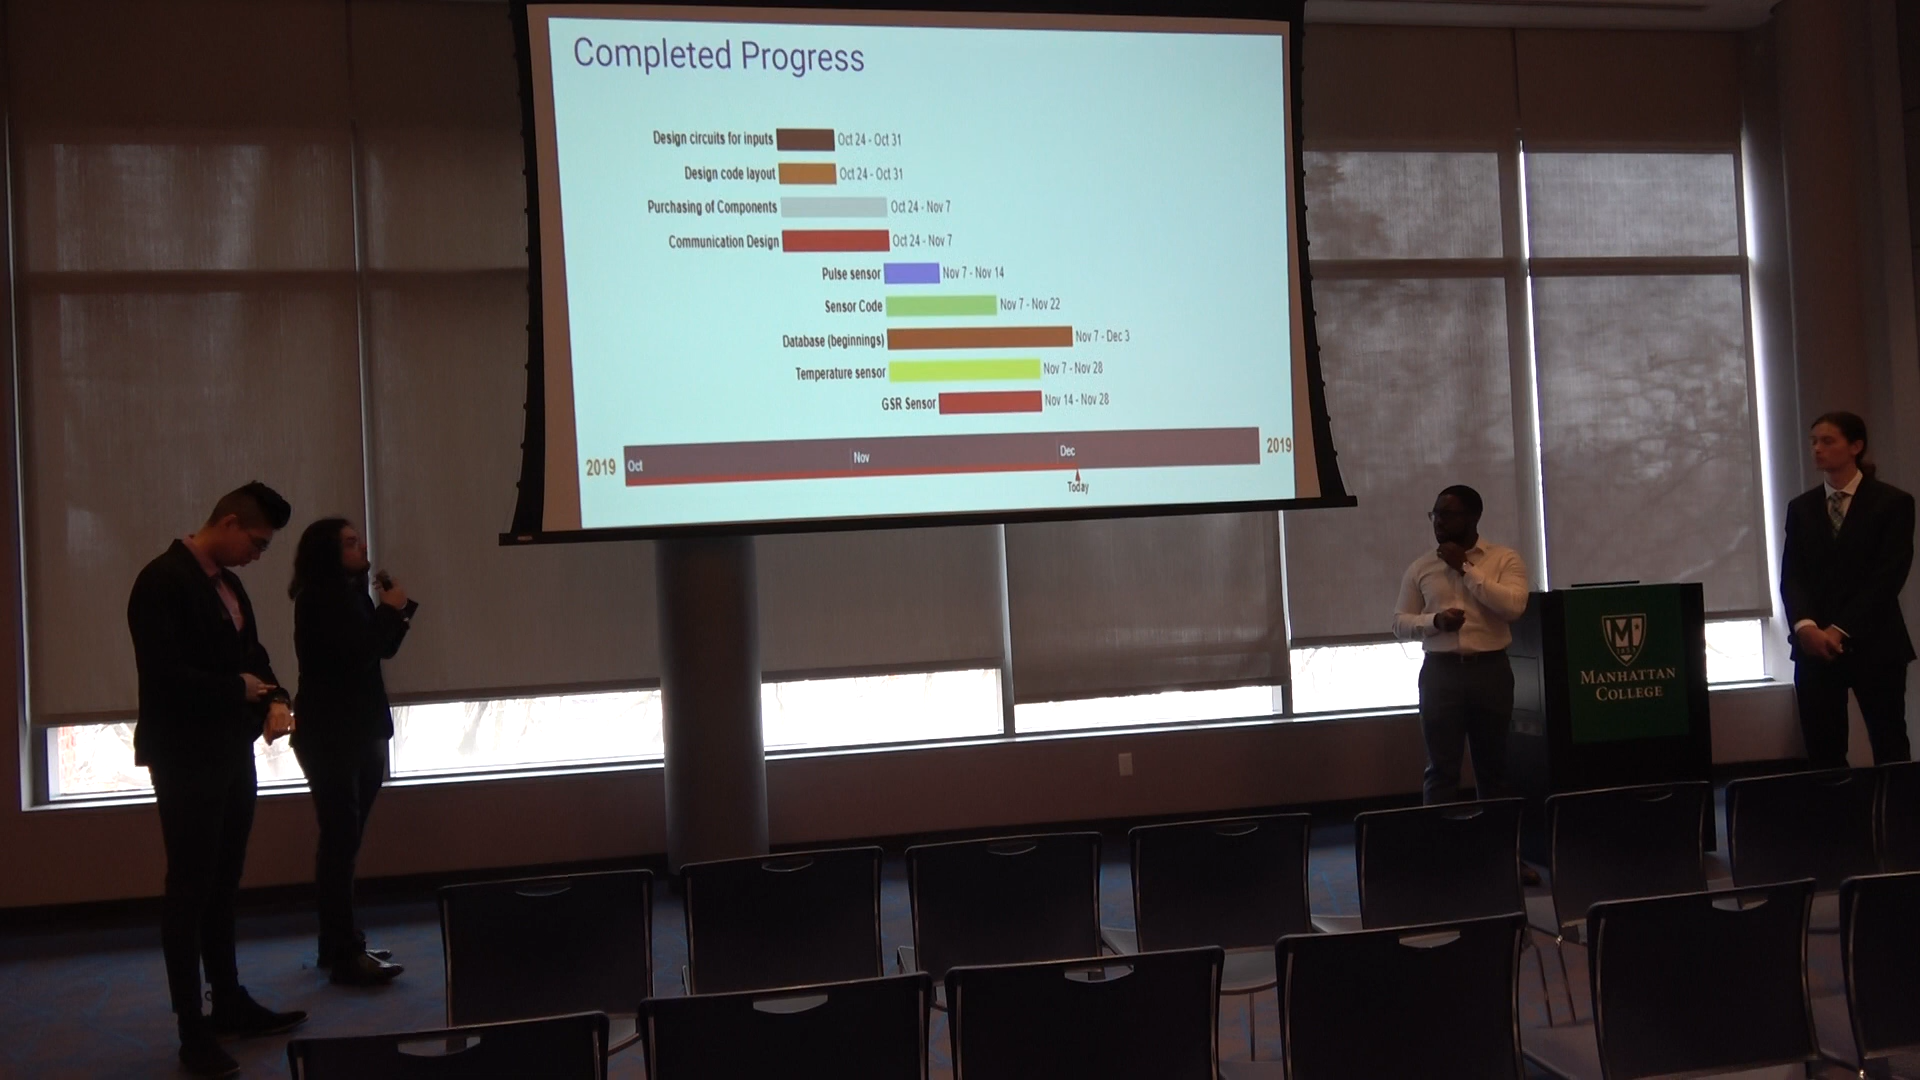 Completed Progress
Design circuits for inputs Oct 24 - Oct 31
Design code layout Oct 24 - Oct 31
Purchasing of Components Oct 24 - Nov 7
Communication Design Oct 24 - Nov 7
Pulse sensor Nov 7 - Nov 14
Sensor Code Nov 7 - Nov 22
Database (beginnings) Nov 7 - Dec 3
Temperature sensor Nov 7 - Nov 28
GSR Sensor Nov 14 - Nov 28
2019 Oct Nov Dec 2019
Today
M
MANHATTAN
COLLEGE